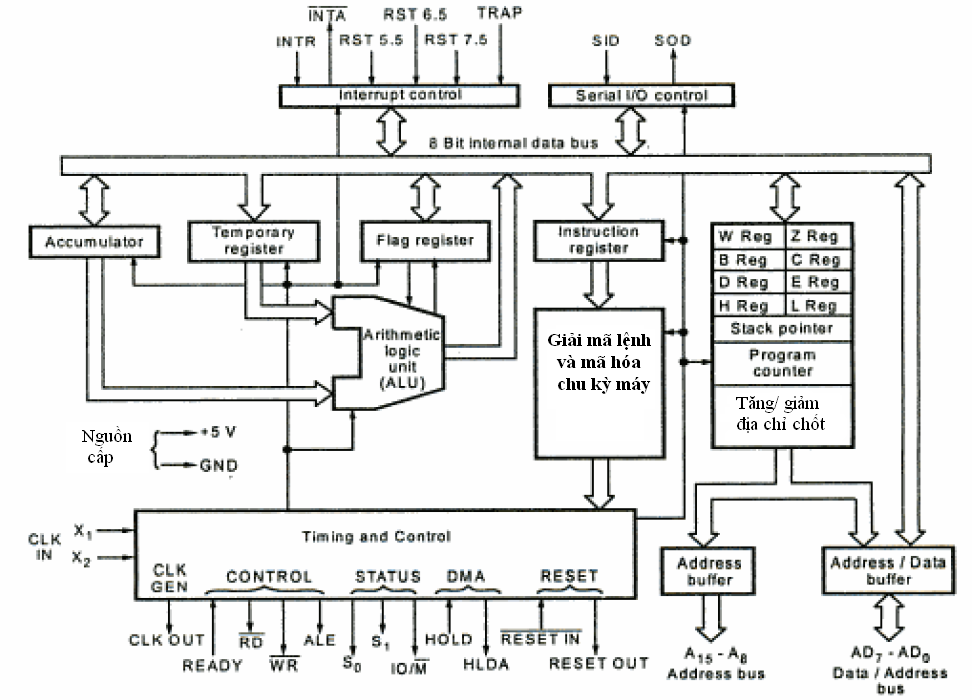 INTA
RST 6.5
TRAP
INTR
RST 5.5
RST 7.5
SID
SOD
Interrupt control
Serial I/O control
8 Bit Internal data bus
Accumulator
Temporary
register
Flag register
Instruction
register
W Reg
Z Reg
B Reg
C Reg
D Reg
E Reg
H Reg
L Reg
Stack pointer
Program
counter
Tăng/ giảm
địa chỉ chốt
Arithmetic
logic
unit
(ALU)
Giải mã lệnh
và mã hóa
chu kỳ máy
Nguồn
cấp
+5 V
GND
CLK
IN
X1
X2
Timing and Control
CLK
GEN
CONTROL
STATUS
DMA
RESET
Address
buffer
Address / Data
buffer
CLK OUT
READY
RD
WR
ALE
S0
S1
IO/M
HOLD
HLDA
RESET IN
RESET OUT
A15 - A8
Address bus
AD7 - AD0
Data / Address
bus